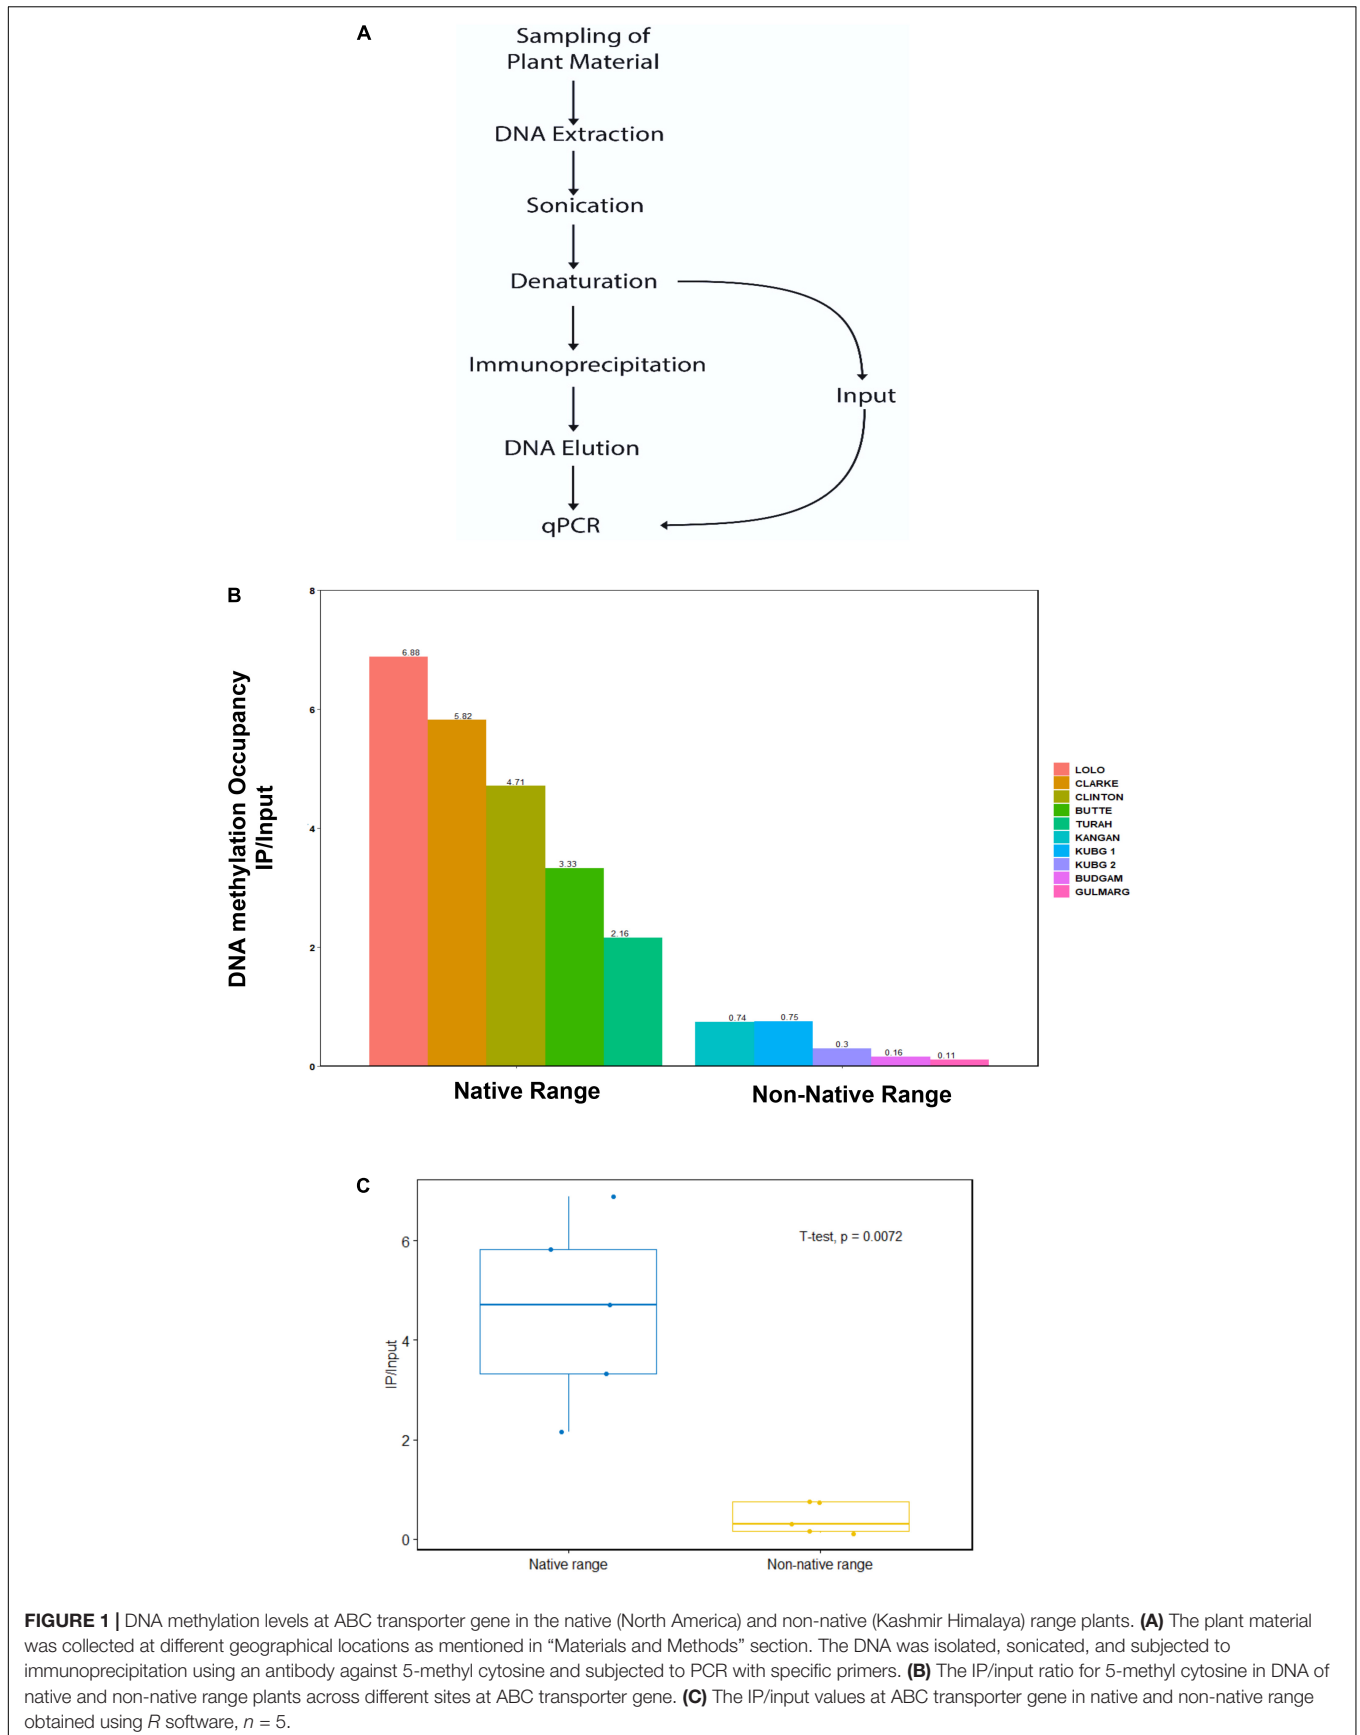 A
Sampling of
Plant Material
DNA Extraction
Sonication
Denaturation
Immunoprecipitation
Input
DNA Elution
qPCR
B
DNA methylation Occupancy
IP/Input
8
6
4
2
0
6.88
5.82
4.71
3.33
2.16
0.74
0.75
0.3
0.16
0.11
Native Range
Non-Native Range
LOLO
CLARKE
CLINTON
BUTTE
TURAH
KANGAN
KUBG 1
KUBG 2
BUDGAM
GULMARG
C
T-test, p = 0.0072
IP/Input
6
4
2
0
Native range
Non-native range
FIGURE 1 | DNA methylation levels at ABC transporter gene in the native (North America) and non-native (Kashmir Himalaya) range plants. (A) The plant material
was collected at different geographical locations as mentioned in “Materials and Methods” section. The DNA was isolated, sonicated, and subjected to
immunoprecipitation using an antibody against 5-methyl cytosine and subjected to PCR with specific primers. (B) The IP/input ratio for 5-methyl cytosine in DNA of
native and non-native range plants across different sites at ABC transporter gene. (C) The IP/input values at ABC transporter gene in native and non-native range
obtained using R software, n = 5.